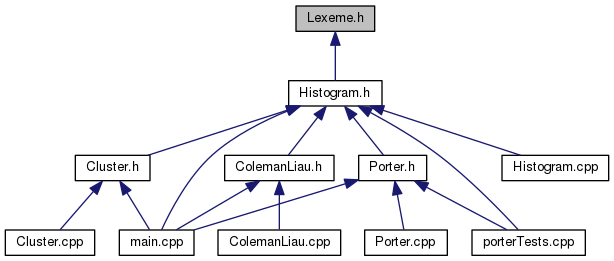 Lexeme.h
Histogram.h
Cluster.h
ColemanLiau.h
Porter.h
Histogram.cpp
Cluster.cpp
main.cpp
ColemanLiau.cpp
Porter.cpp
porterTests.cpp